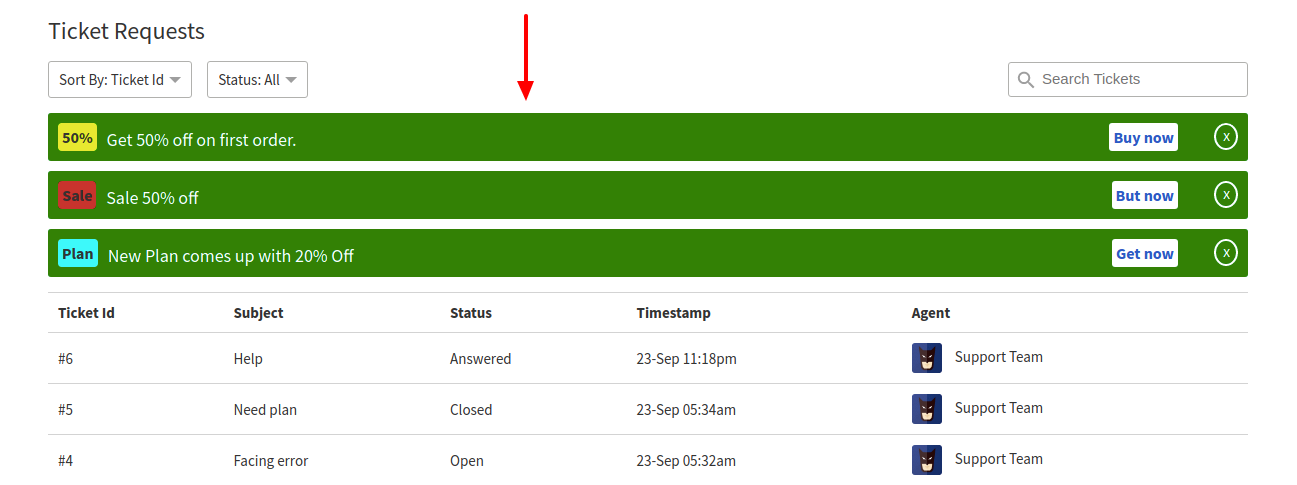 Ticket Requests
Sort By: Ticket Id Status: All Search Tickets
50% Get 50% off on first order. Buy now X
Sale Sale 50% off But now X
Plan New Plan comes up with 20% Off Get now X
Ticket Id Subject Status Timestamp Agent
#6 Help Answered 23-Sep 11:18pm Support Team
#5 Need plan Closed 23-Sep 05:34am Support Team
#4 Facing error Open 23-Sep 05:32am Support Team